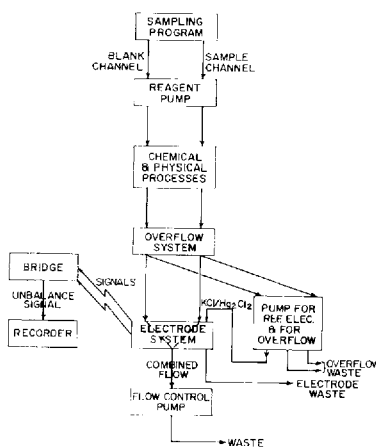 SAMPLING
PROGRAM
BLANK
CHANNEL
SAMPLE
CHANNEL
REAGENT
PUMP
CHEMICAL
& PHYSICAL
PROCESSES
OVERFLOW
SYSTEM
BRIDGE
SIGNALS
UNBALANCE
SIGNAL
RECORDER
KCl/Hg2Cl2
ELECTRODE
SYSTEM
PUMP FOR
REF ELEC.
& FOR
OVERFLOW
COMBINED
FLOW
OVERFLOW
WASTE
ELECTRODE
WASTE
FLOW CONTROL
PUMP
WASTE